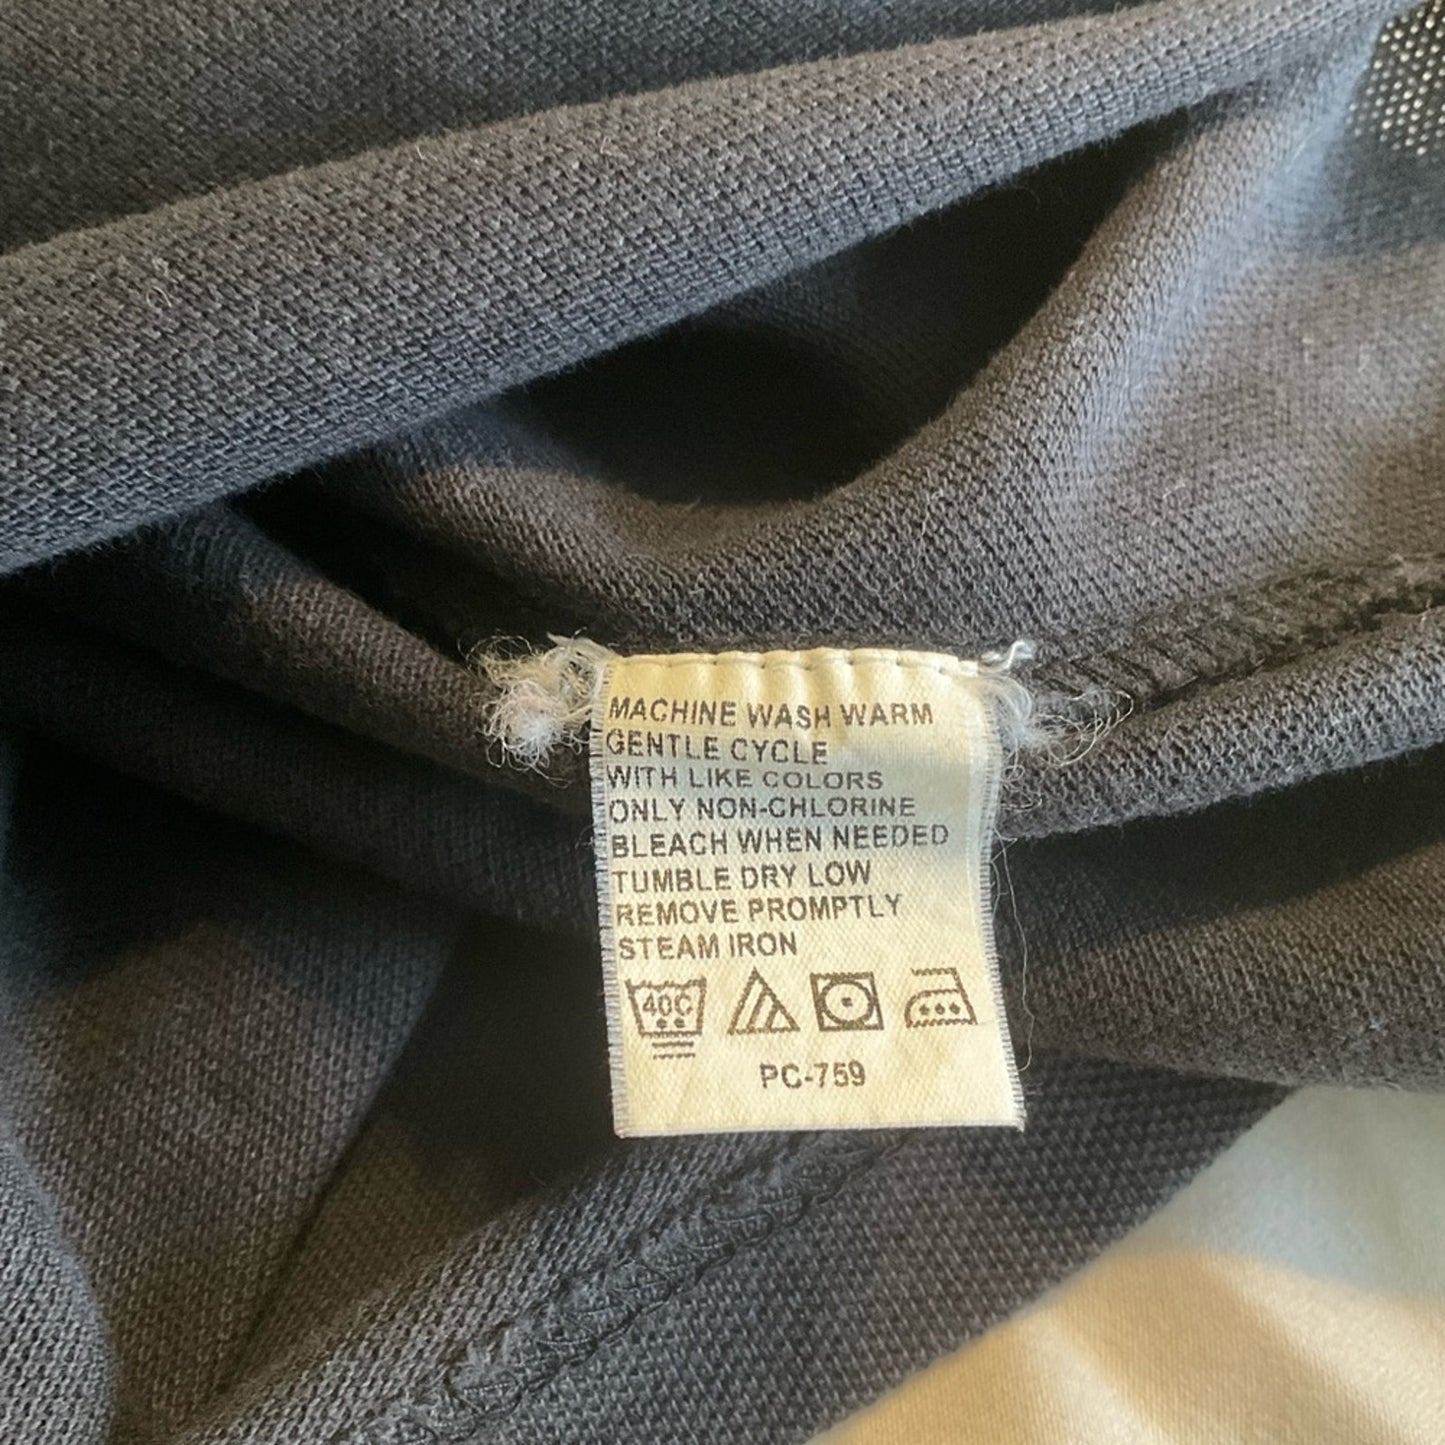 MACHINE WASH WARM
GENTLE CYCLE
WITH LIKE COLORS
ONLY NON-CHLORINE
BLEACH WHEN NEEDED
TUMBLE DRY LOW
REMOVE PROMPTLY
STEAM IRON
40C
PC-759